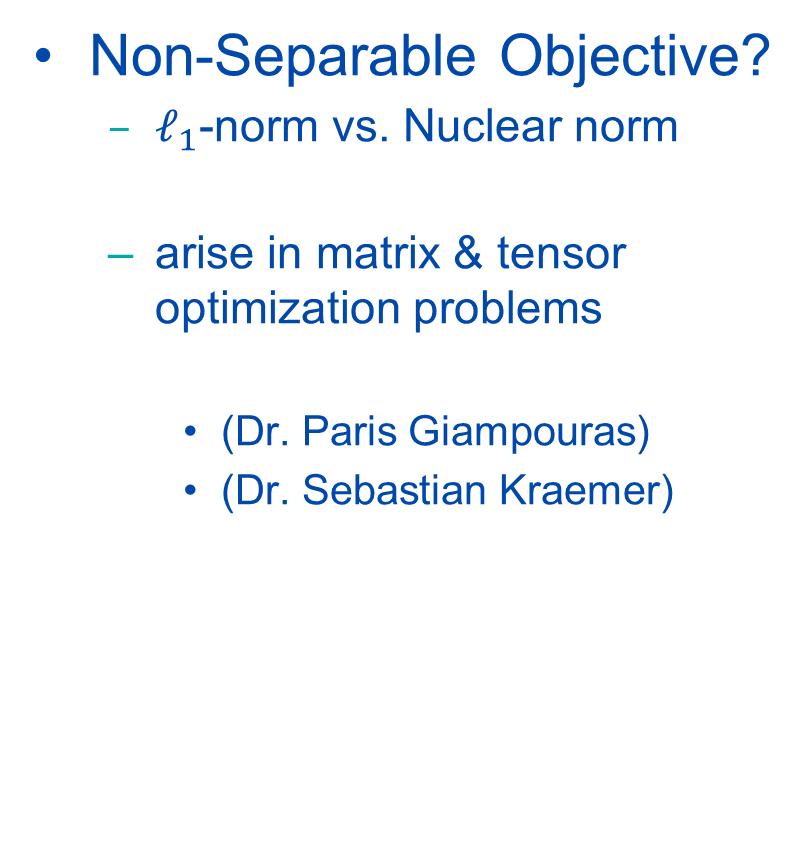 • Non-Separable Objective?
– ℓ₁-norm vs. Nuclear norm
– arise in matrix & tensor
optimization problems
• (Dr. Paris Giampouras)
• (Dr. Sebastian Kraemer)